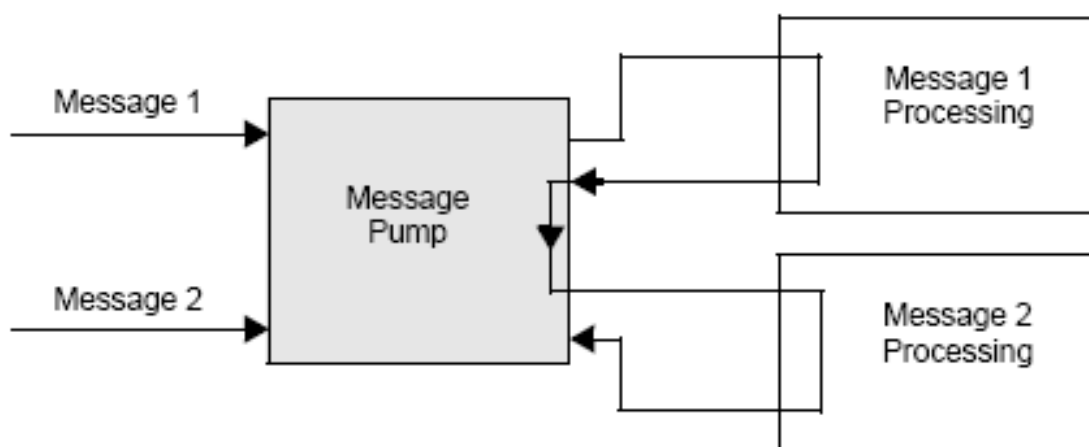 Message 1
Message 1
Processing
Message
Pump
Message 2
Message 2
Processing